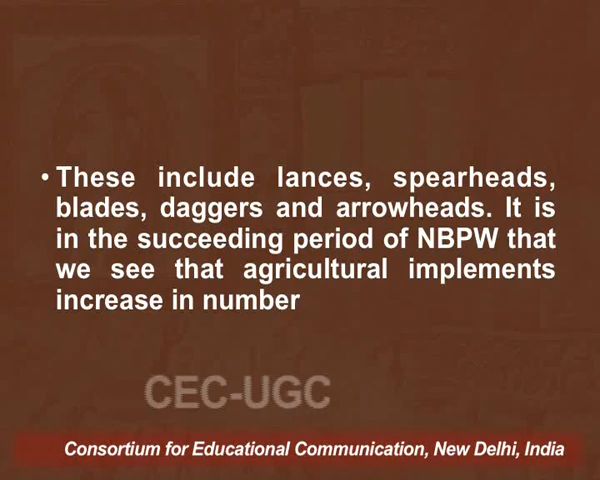 • These include lances, spearheads,
blades, daggers and arrowheads. It is
in the succeeding period of NBPW that
we see that agricultural implements
increase in number
CEC-UGC
Consortium for Educational Communication, New Delhi, India